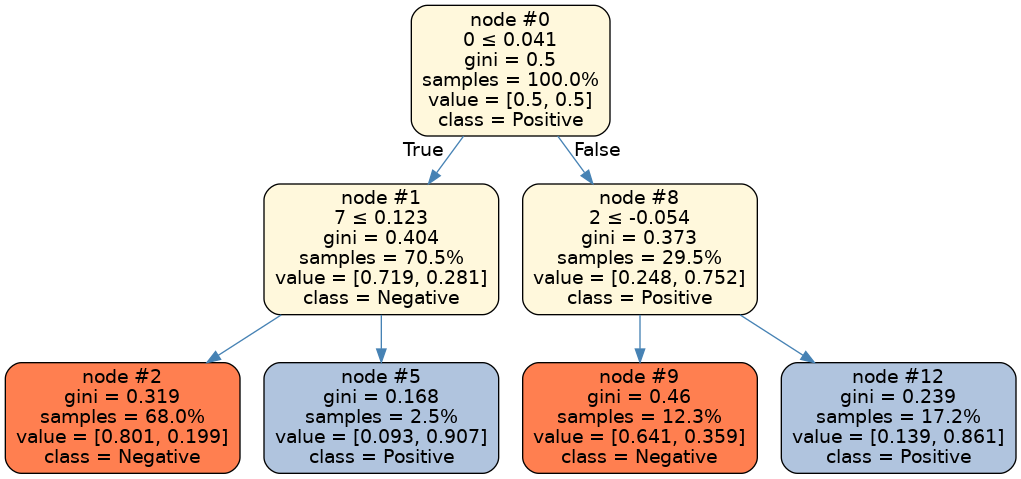 node #0
0 ≤ 0.041
gini = 0.5
samples = 100.0%
value = [0.5, 0.5]
class = Positive
True
False
node #1
7 ≤ 0.123
gini = 0.404
samples = 70.5%
value = [0.719, 0.281]
class = Negative
node #8
2 ≤ -0.054
gini = 0.373
samples = 29.5%
value = [0.248, 0.752]
class = Positive
node #2
gini = 0.319
samples = 68.0%
value = [0.801, 0.199]
class = Negative
node #5
gini = 0.168
samples = 2.5%
value = [0.093, 0.907]
class = Positive
node #9
gini = 0.46
samples = 12.3%
value = [0.641, 0.359]
class = Negative
node #12
gini = 0.239
samples = 17.2%
value = [0.139, 0.861]
class = Positive